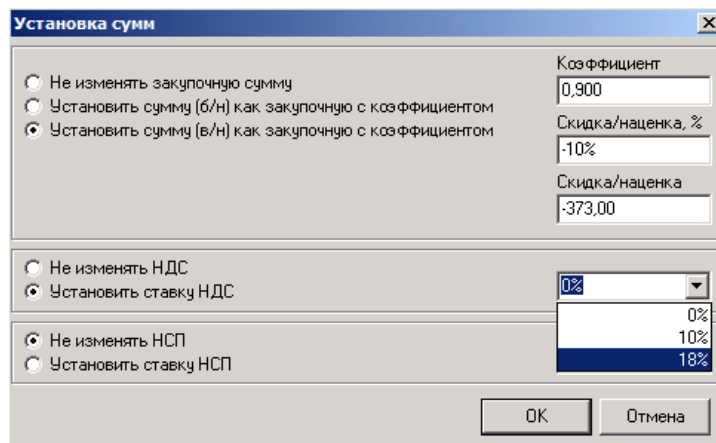 Установка сумм
Не изменять закупочную сумму
Установить сумму (б/н) как закупочную с коэффициентом
Установить сумму (в/н) как закупочную с коэффициентом
Коэффициент
0,900
Скидка/наценка, %
-10%
Скидка/наценка
-373,00
Не изменять НДС
Установить ставку НДС
0%
0%
10%
18%
Не изменять НСП
Установить ставку НСП
OK
Отмена